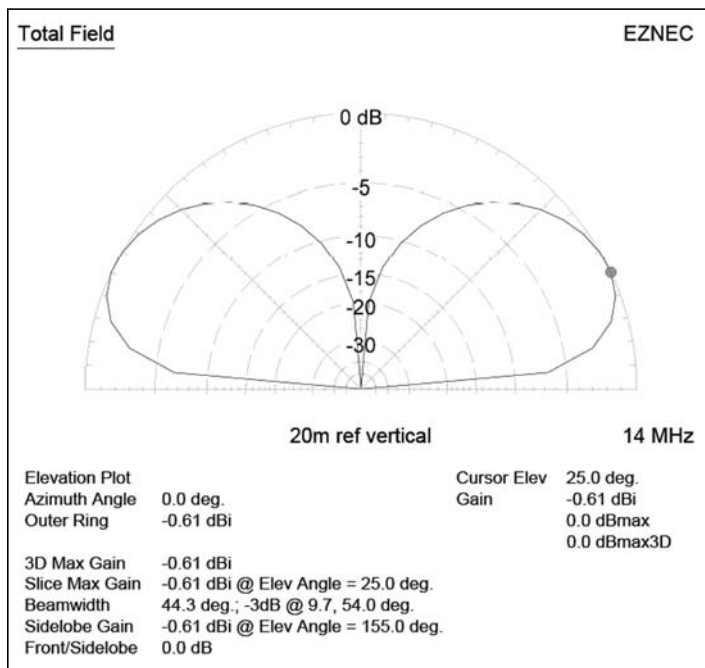 Total Field
EZNEC
0 dB
-5
-10
-15
-20
-30
20m ref vertical
14 MHz
Elevation Plot
Azimuth Angle 0.0 deg.
Outer Ring -0.61 dBi
3D Max Gain -0.61 dBi
Slice Max Gain -0.61 dBi @ Elev Angle = 25.0 deg.
Beamwidth 44.3 deg.; -3dB @ 9.7, 54.0 deg.
Sidelobe Gain -0.61 dBi @ Elev Angle = 155.0 deg.
Front/Sidelobe 0.0 dB
Cursor Elev 25.0 deg.
Gain -0.61 dBi
0.0 dBmax
0.0 dBmax3D